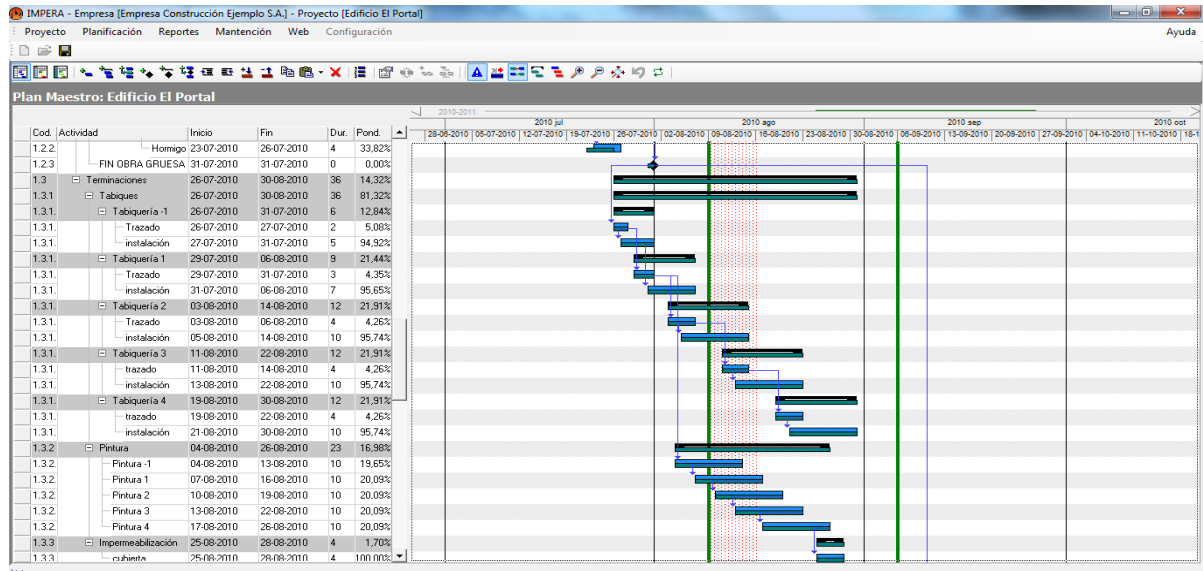 IMPERA - Empresa [Empresa Construcción Ejemplo S.A.] - Proyecto [Edificio El Portal]
Proyecto Planificación Reportes Mantención Web Configuración Ayuda
Plan Maestro: Edificio El Portal
2010-2011
2010 jul 2010 ago 2010 sep 2010 oct
Cod. Actividad Inicio Fin Dur. Pond. 28-06-2010 05-07-2010 12-07-2010 19-07-2010 26-07-2010 02-08-2010 09-08-2010 16-08-2010 23-08-2010 30-08-2010 06-09-2010 13-09-2010 20-09-2010 27-09-2010 04-10-2010 11-10-2010 18-1
1.2.2. Hormigo 23-07-2010 26-07-2010 4 33,82%
1.2.3 FIN OBRA GRUESA 31-07-2010 31-07-2010 0 0,00%
1.3 Terminaciones 26-07-2010 30-08-2010 36 14,32%
1.3.1 Tabiques 26-07-2010 30-08-2010 36 81,32%
1.3.1. Tabiquería -1 26-07-2010 31-07-2010 6 12,84%
1.3.1. Trazado 26-07-2010 27-07-2010 2 5,08%
1.3.1. instalación 27-07-2010 31-07-2010 5 94,92%
1.3.1. Tabiquería 1 29-07-2010 06-08-2010 9 21,44%
1.3.1. Trazado 29-07-2010 31-07-2010 3 4,35%
1.3.1. instalación 31-07-2010 06-08-2010 7 95,65%
1.3.1. Tabiquería 2 03-08-2010 14-08-2010 12 21,91%
1.3.1. Trazado 03-08-2010 06-08-2010 4 4,26%
1.3.1. instalación 05-08-2010 14-08-2010 10 95,74%
1.3.1. Tabiquería 3 11-08-2010 22-08-2010 12 21,91%
1.3.1. trazado 11-08-2010 14-08-2010 4 4,26%
1.3.1. instalación 13-08-2010 22-08-2010 10 95,74%
1.3.1. Tabiquería 4 19-08-2010 30-08-2010 12 21,91%
1.3.1. trazado 19-08-2010 22-08-2010 4 4,26%
1.3.1. instalación 21-08-2010 30-08-2010 10 95,74%
1.3.2 Pintura 04-08-2010 26-08-2010 23 16,98%
1.3.2. Pintura -1 04-08-2010 13-08-2010 10 19,65%
1.3.2. Pintura 1 07-08-2010 16-08-2010 10 20,09%
1.3.2. Pintura 2 10-08-2010 19-08-2010 10 20,09%
1.3.2. Pintura 3 13-08-2010 22-08-2010 10 20,09%
1.3.2. Pintura 4 17-08-2010 26-08-2010 10 20,09%
1.3.3 Impermeabilización 25-08-2010 28-08-2010 4 1,70%
1.3.3. cubierta 25-08-2010 28-08-2010 4 100,00%